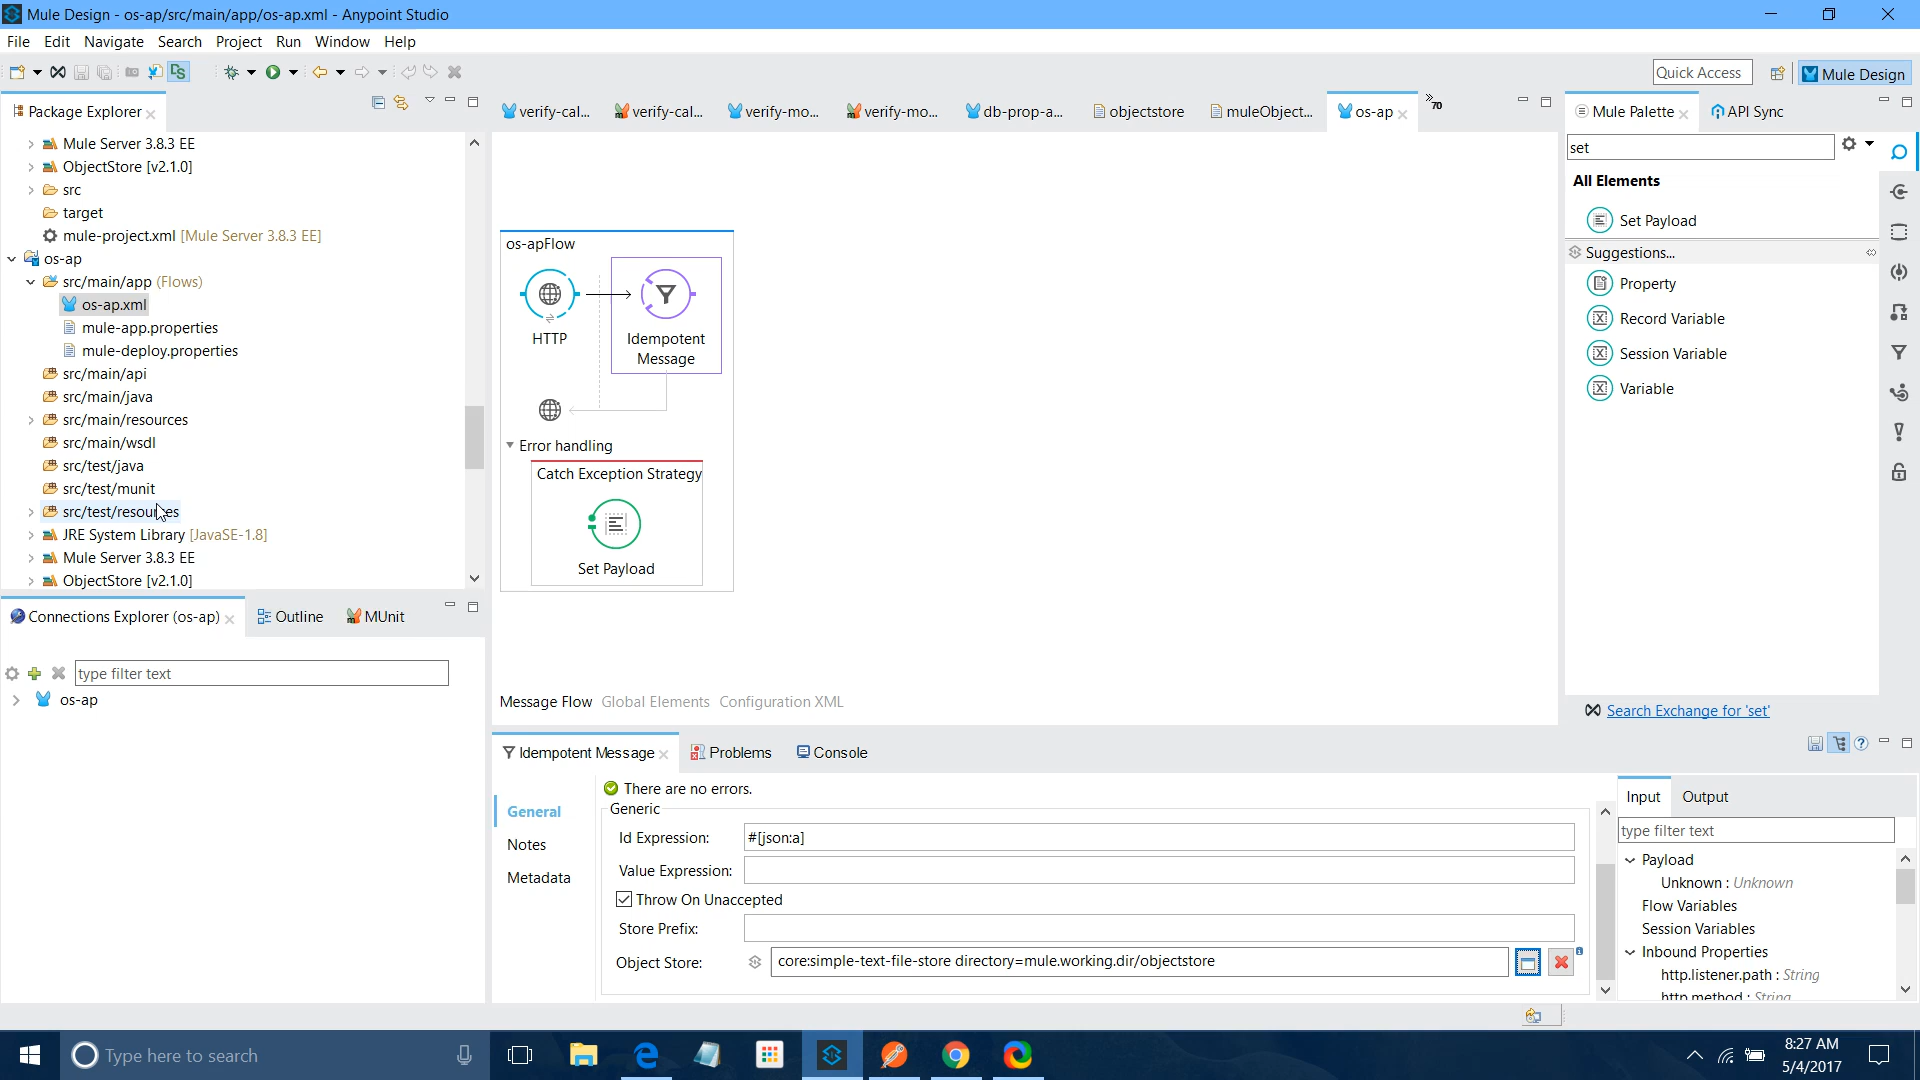 Mule Design - os-ap/src/main/app/os-ap.xml - Anypoint Studio
File Edit Navigate Search Project Run Window Help
Quick Access
Mule Design
Package Explorer
verify-cal...
verify-cal...
verify-mo...
verify-mo...
db-prop-a...
objectstore
muleObject...
os-ap
»70
Mule Palette
API Sync
Mule Server 3.8.3 EE
ObjectStore [v2.1.0]
src
target
mule-project.xml [Mule Server 3.8.3 EE]
os-ap
src/main/app (Flows)
os-ap.xml
mule-app.properties
mule-deploy.properties
src/main/api
src/main/java
src/main/resources
src/main/wsdl
src/test/java
src/test/munit
src/test/resources
JRE System Library [JavaSE-1.8]
Mule Server 3.8.3 EE
ObjectStore [v2.1.0]
os-apFlow
HTTP
Idempotent
Message
Error handling
Catch Exception Strategy
Set Payload
Message Flow Global Elements Configuration XML
set
All Elements
Set Payload
Suggestions...
Property
Record Variable
Session Variable
Variable
Search Exchange for 'set'
Connections Explorer (os-ap)
Outline
MUnit
type filter text
os-ap
Idempotent Message
Problems
Console
General
Notes
Metadata
There are no errors.
Generic
Id Expression: #[json:a]
Value Expression:
Throw On Unaccepted
Store Prefix:
Object Store: core:simple-text-file-store directory=mule.working.dir/objectstore
Input Output
type filter text
Payload
Unknown : Unknown
Flow Variables
Session Variables
Inbound Properties
http.listener.path : String
http.method : String
Type here to search
8:27 AM
5/4/2017